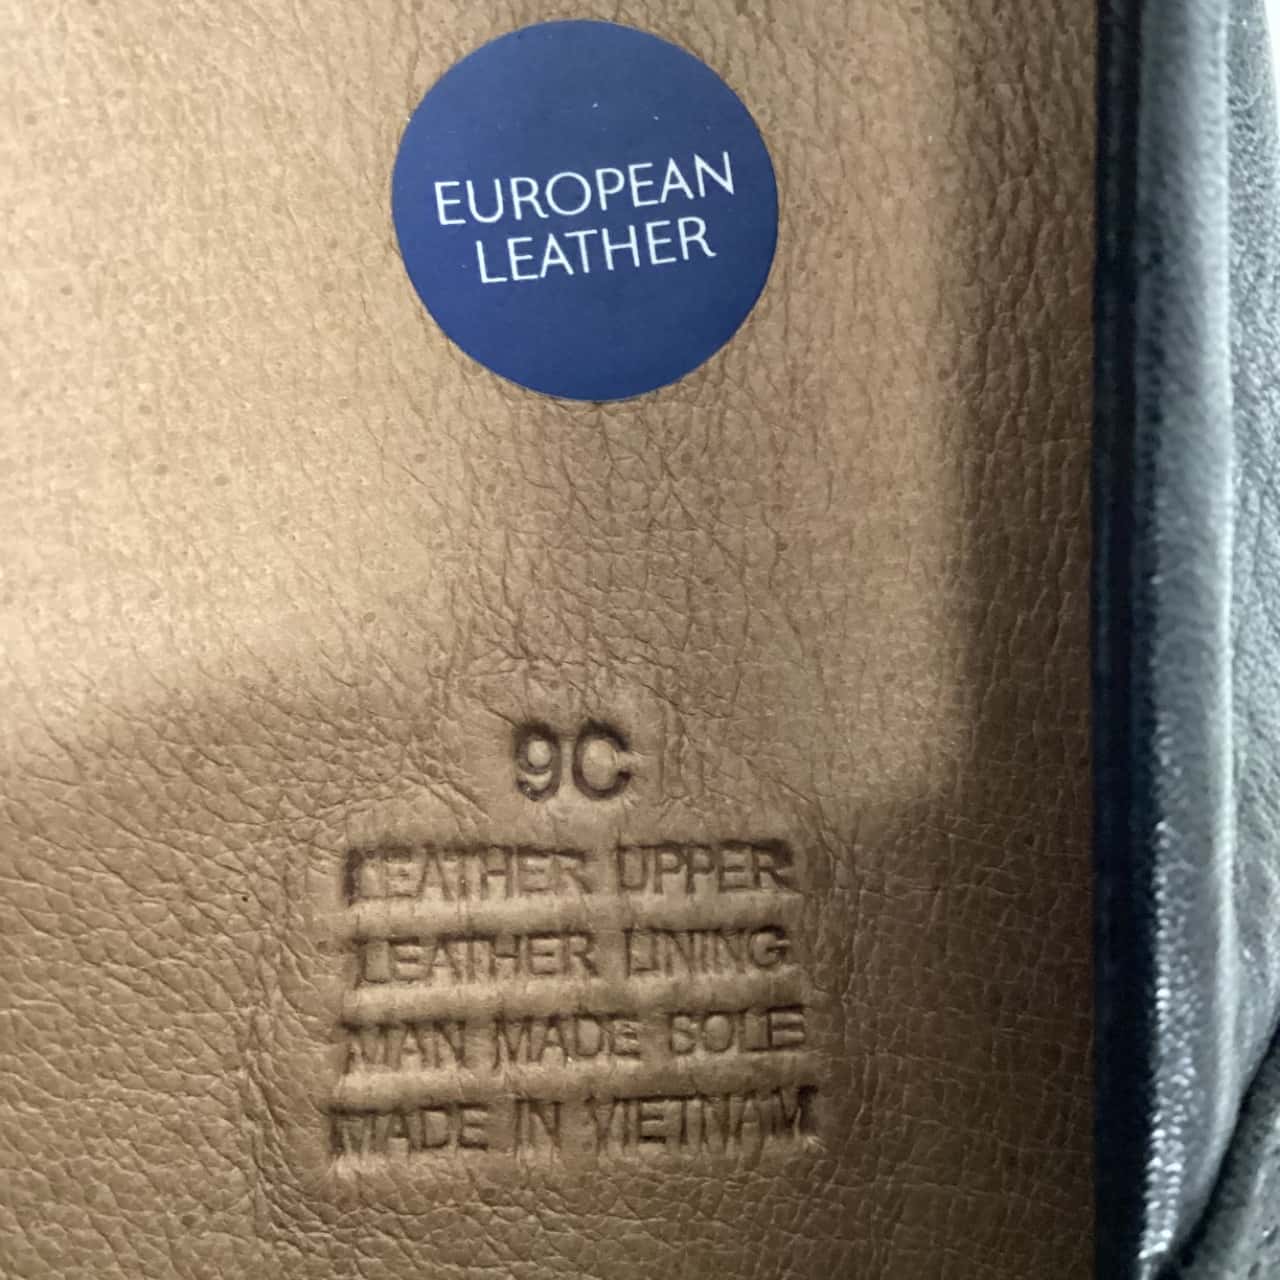 EUROPEAN
LEATHER
9C
LEATHER UPPER
LEATHER LINING
MAN MADE SOLE
MADE IN VIETNAM